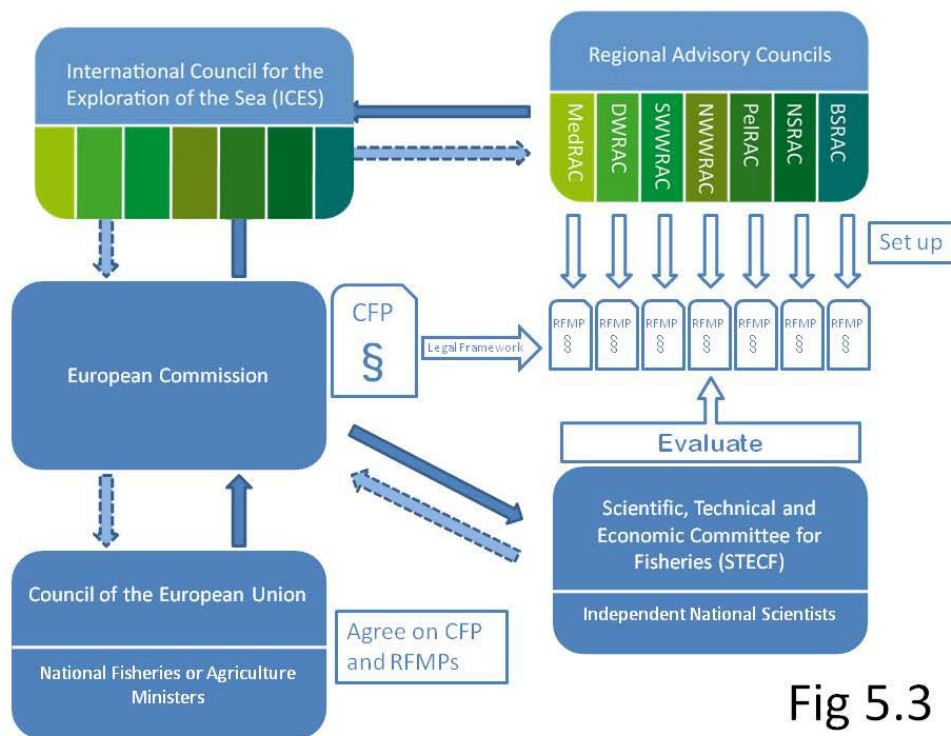 International Council for the
Exploration of the Sea (ICES)
Regional Advisory Councils
MedRAC
DWRAC
SWWRAC
NWWRAC
PelRAC
NSRAC
BSRAC
Set up
European Commission
CFP
§
Legal Framework
RFMP
§
RFMP
§
RFMP
§
RFMP
§
RFMP
§
RFMP
§
RFMP
§
Evaluate
Scientific, Technical and
Economic Committee for
Fisheries (STECF)
Independent National Scientists
Council of the European Union
National Fisheries or Agriculture
Ministers
Agree on CFP
and RFMPs
Fig 5.3